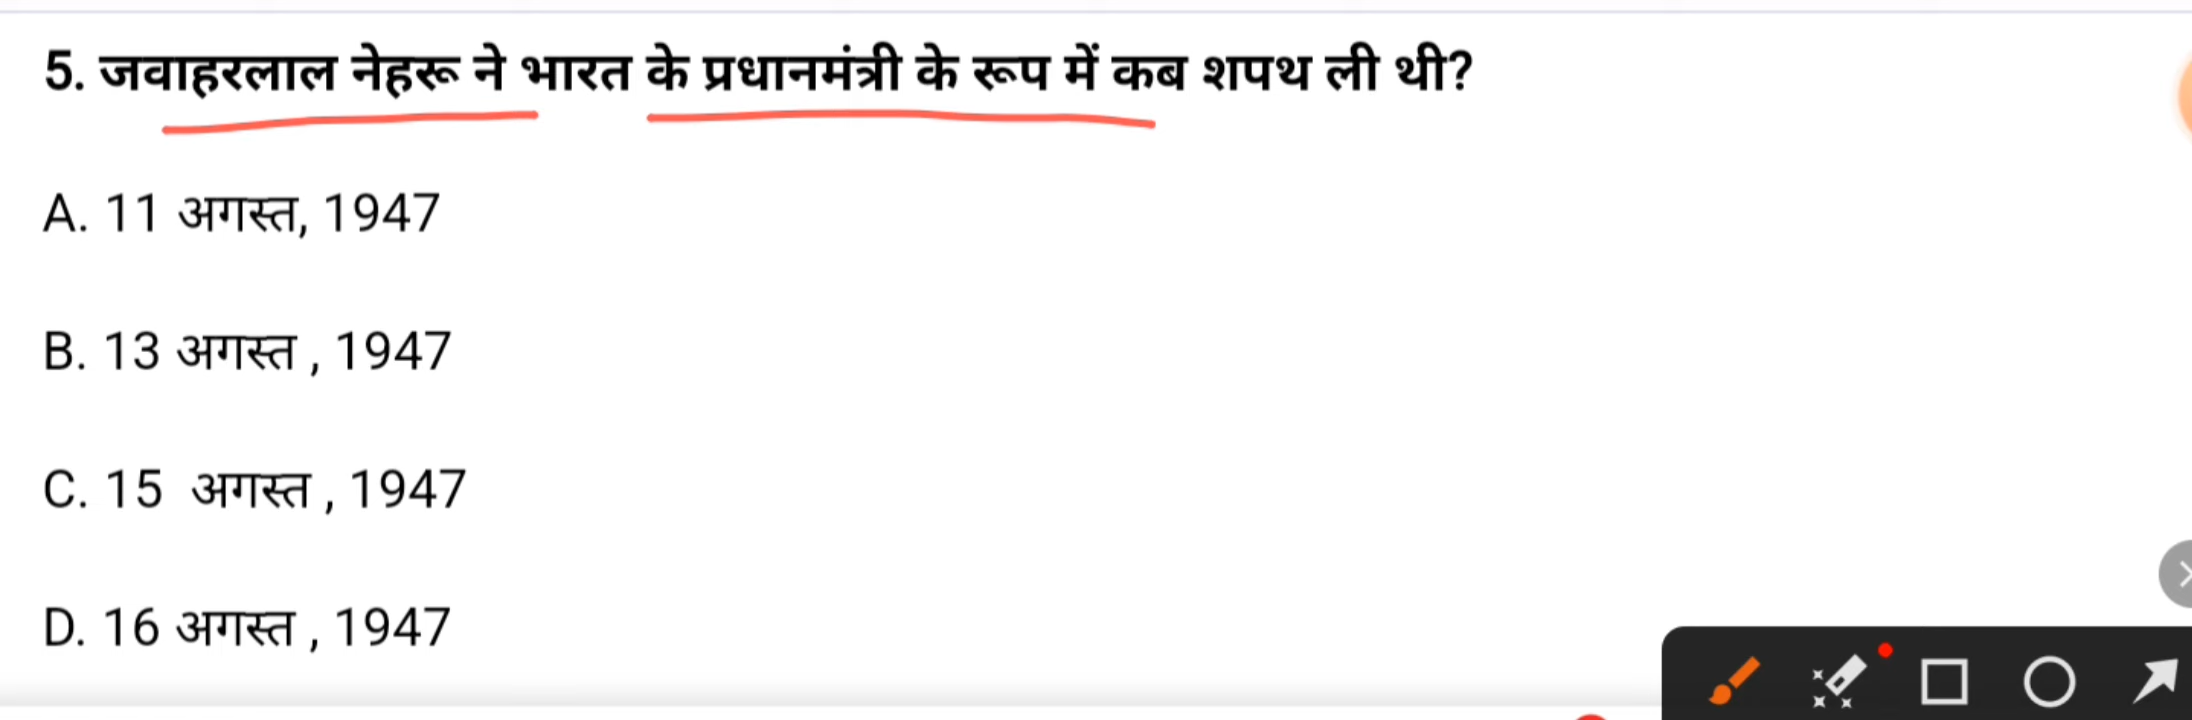 5. जवाहरलाल नेहरू ने भारत के प्रधानमंत्री के रूप में कब शपथ ली थी?
A. 11 अगस्त, 1947
B. 13 अगस्त , 1947
C. 15 अगस्त , 1947
D. 16 अगस्त , 1947